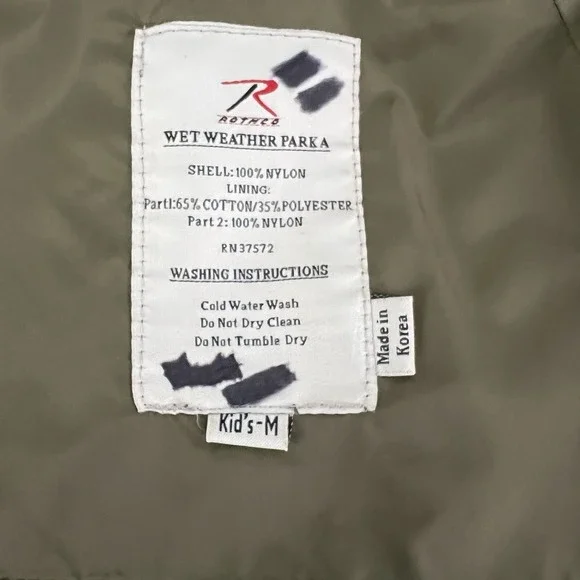 R
ROTHCO
WET WEATHER PARKA
SHELL: 100% NYLON
LINING:
Part1:65% COTTON/35% POLYESTER
Part 2: 100% NYLON
RN37572
WASHING INSTRUCTIONS
Cold Water Wash
Do Not Dry Clean
Do Not Tumble Dry
Made in
Korea
Kid's-M